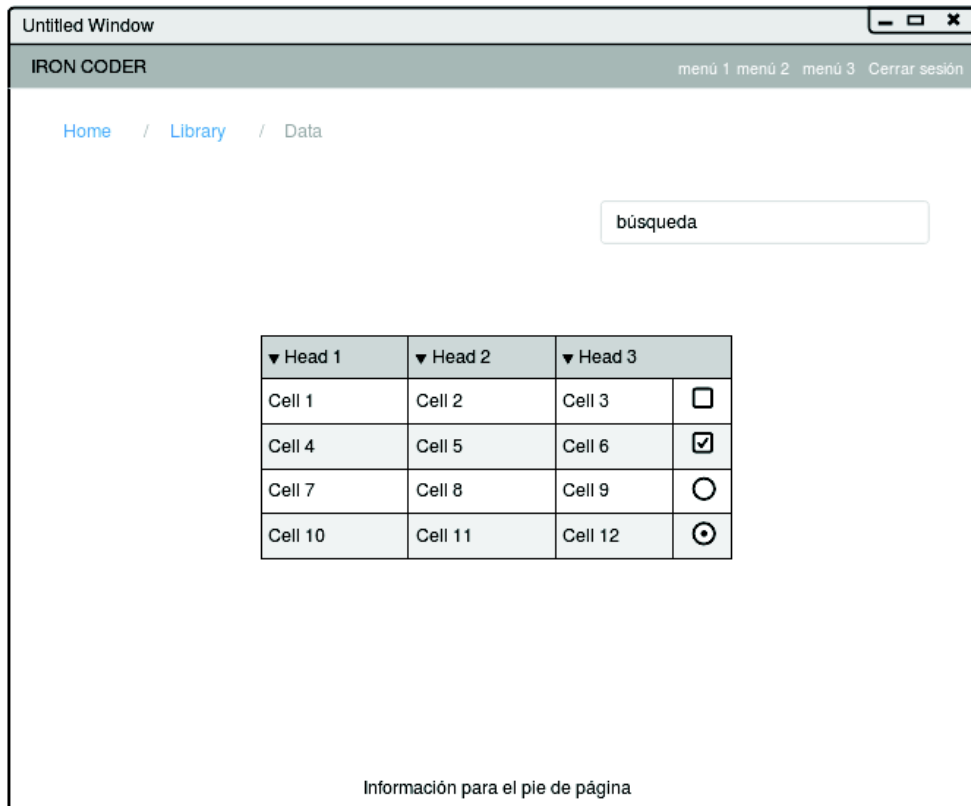 Untitled Window
IRON CODER menú 1 menú 2 menú 3 Cerrar sesión
Home / Library / Data
búsqueda
Head 1 Head 2 Head 3
Cell 1 Cell 2 Cell 3
Cell 4 Cell 5 Cell 6
Cell 7 Cell 8 Cell 9
Cell 10 Cell 11 Cell 12
Información para el pie de página